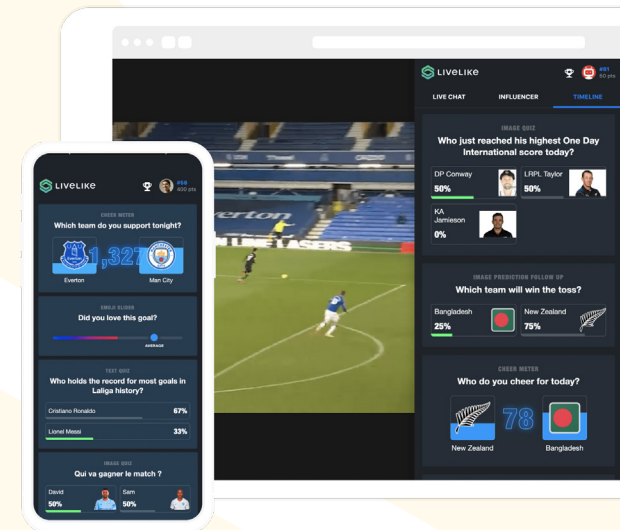 LIVELIKE
#58
400 pts
CHEER METER
Which team do you support tonight?
1,327
Everton
Man City
EMOJI SLIDER
Did you love this goal?
AVERAGE
TEXT QUIZ
Who holds the record for most goals in
Laliga history?
Cristiano Ronaldo
67%
Lionel Messi
33%
IMAGE QUIZ
Qui va gagner le match ?
David
50%
Sam
50%
verton
LIVELIKE
#81
60 pts
LIVE CHAT
INFLUENCER
TIMELINE
IMAGE QUIZ
Who just reached his highest One Day
International score today?
DP Conway
50%
LRPL Taylor
50%
KA
Jamieson
0%
IMAGE PREDICTION FOLLOW UP
Which team will win the toss?
Bangladesh
25%
New Zealand
75%
CHEER METER
Who do you cheer for today?
78
New Zealand
Bangladesh